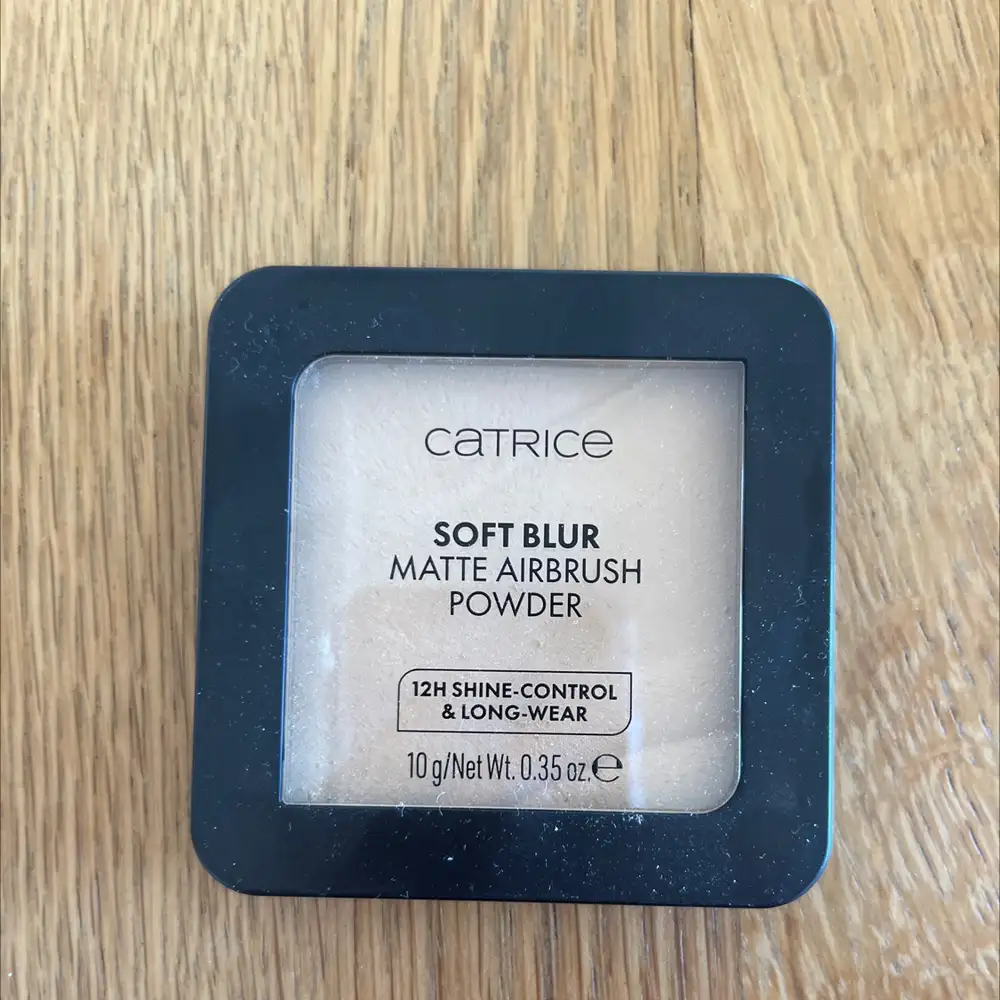 CATRICE
SOFT BLUR
MATTE AIRBRUSH
POWDER
12H SHINE-CONTROL
& LONG-WEAR
10 g/Net Wt. 0.35 oz. ℮